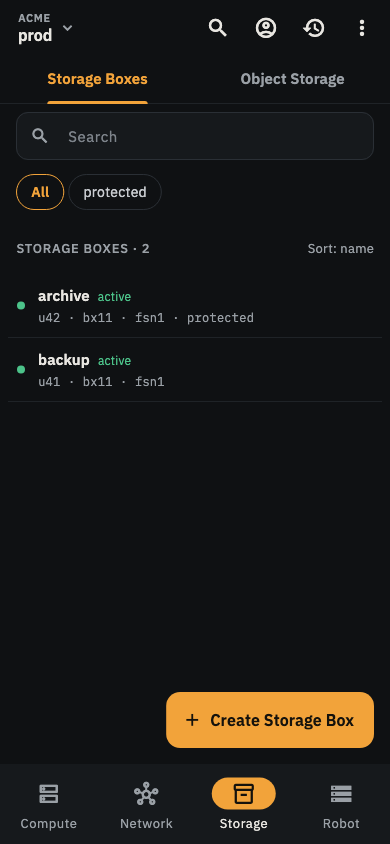 ACME
prod
Storage Boxes
Object Storage
Search
All
protected
STORAGE BOXES · 2
Sort: name
archive active
u42 · bx11 · fsn1 · protected
backup active
u41 · bx11 · fsn1
+ Create Storage Box
Compute
Network
Storage
Robot